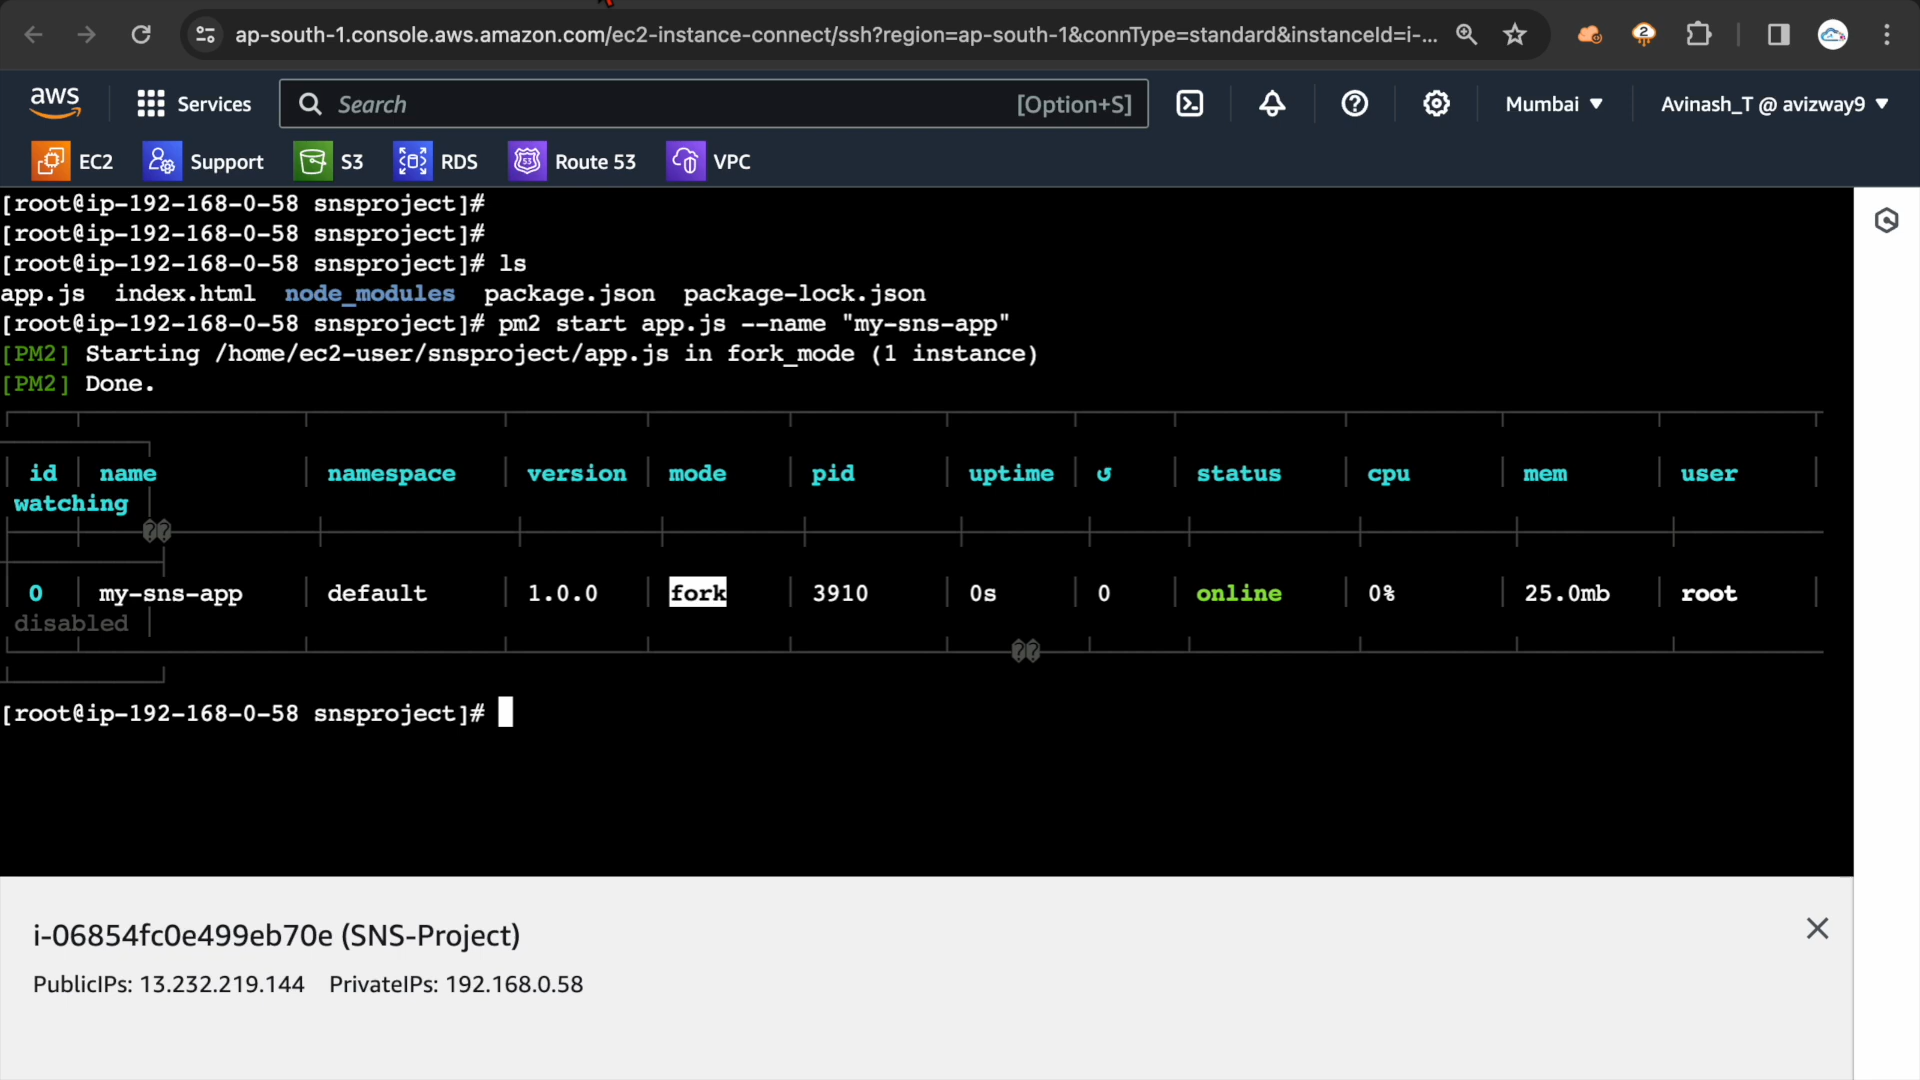 ap-south-1.console.aws.amazon.com/ec2-instance-connect/ssh?region=ap-south-1&connType=standard&instanceId=i-...
2
aws Services Search [Option+S] Mumbai Avinash_T @ avizway9
EC2 Support S3 RDS 53 Route 53 VPC
[root@ip-192-168-0-58 snsproject]#
[root@ip-192-168-0-58 snsproject]#
[root@ip-192-168-0-58 snsproject]# ls
app.js index.html node_modules package.json package-lock.json
[root@ip-192-168-0-58 snsproject]# pm2 start app.js --name "my-sns-app"
[PM2] Starting /home/ec2-user/snsproject/app.js in fork_mode (1 instance)
[PM2] Done.
id name namespace version mode pid uptime ↺ status cpu mem user
watching
��
0 my-sns-app default 1.0.0 fork 3910 0s 0 online 0% 25.0mb root
disabled
��
[root@ip-192-168-0-58 snsproject]#
i-06854fc0e499eb70e (SNS-Project)
PublicIPs: 13.232.219.144 PrivateIPs: 192.168.0.58